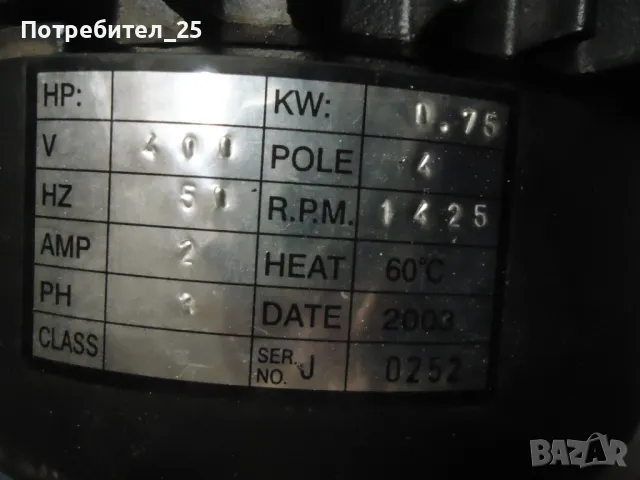 Потребител_25
HP: KW: 0.75
V 400 POLE 4
HZ 50 R.P.M. 1425
AMP 2 HEAT 60°C
PH 3 DATE 2003
CLASS SER. NO. J 0252
BAZAR